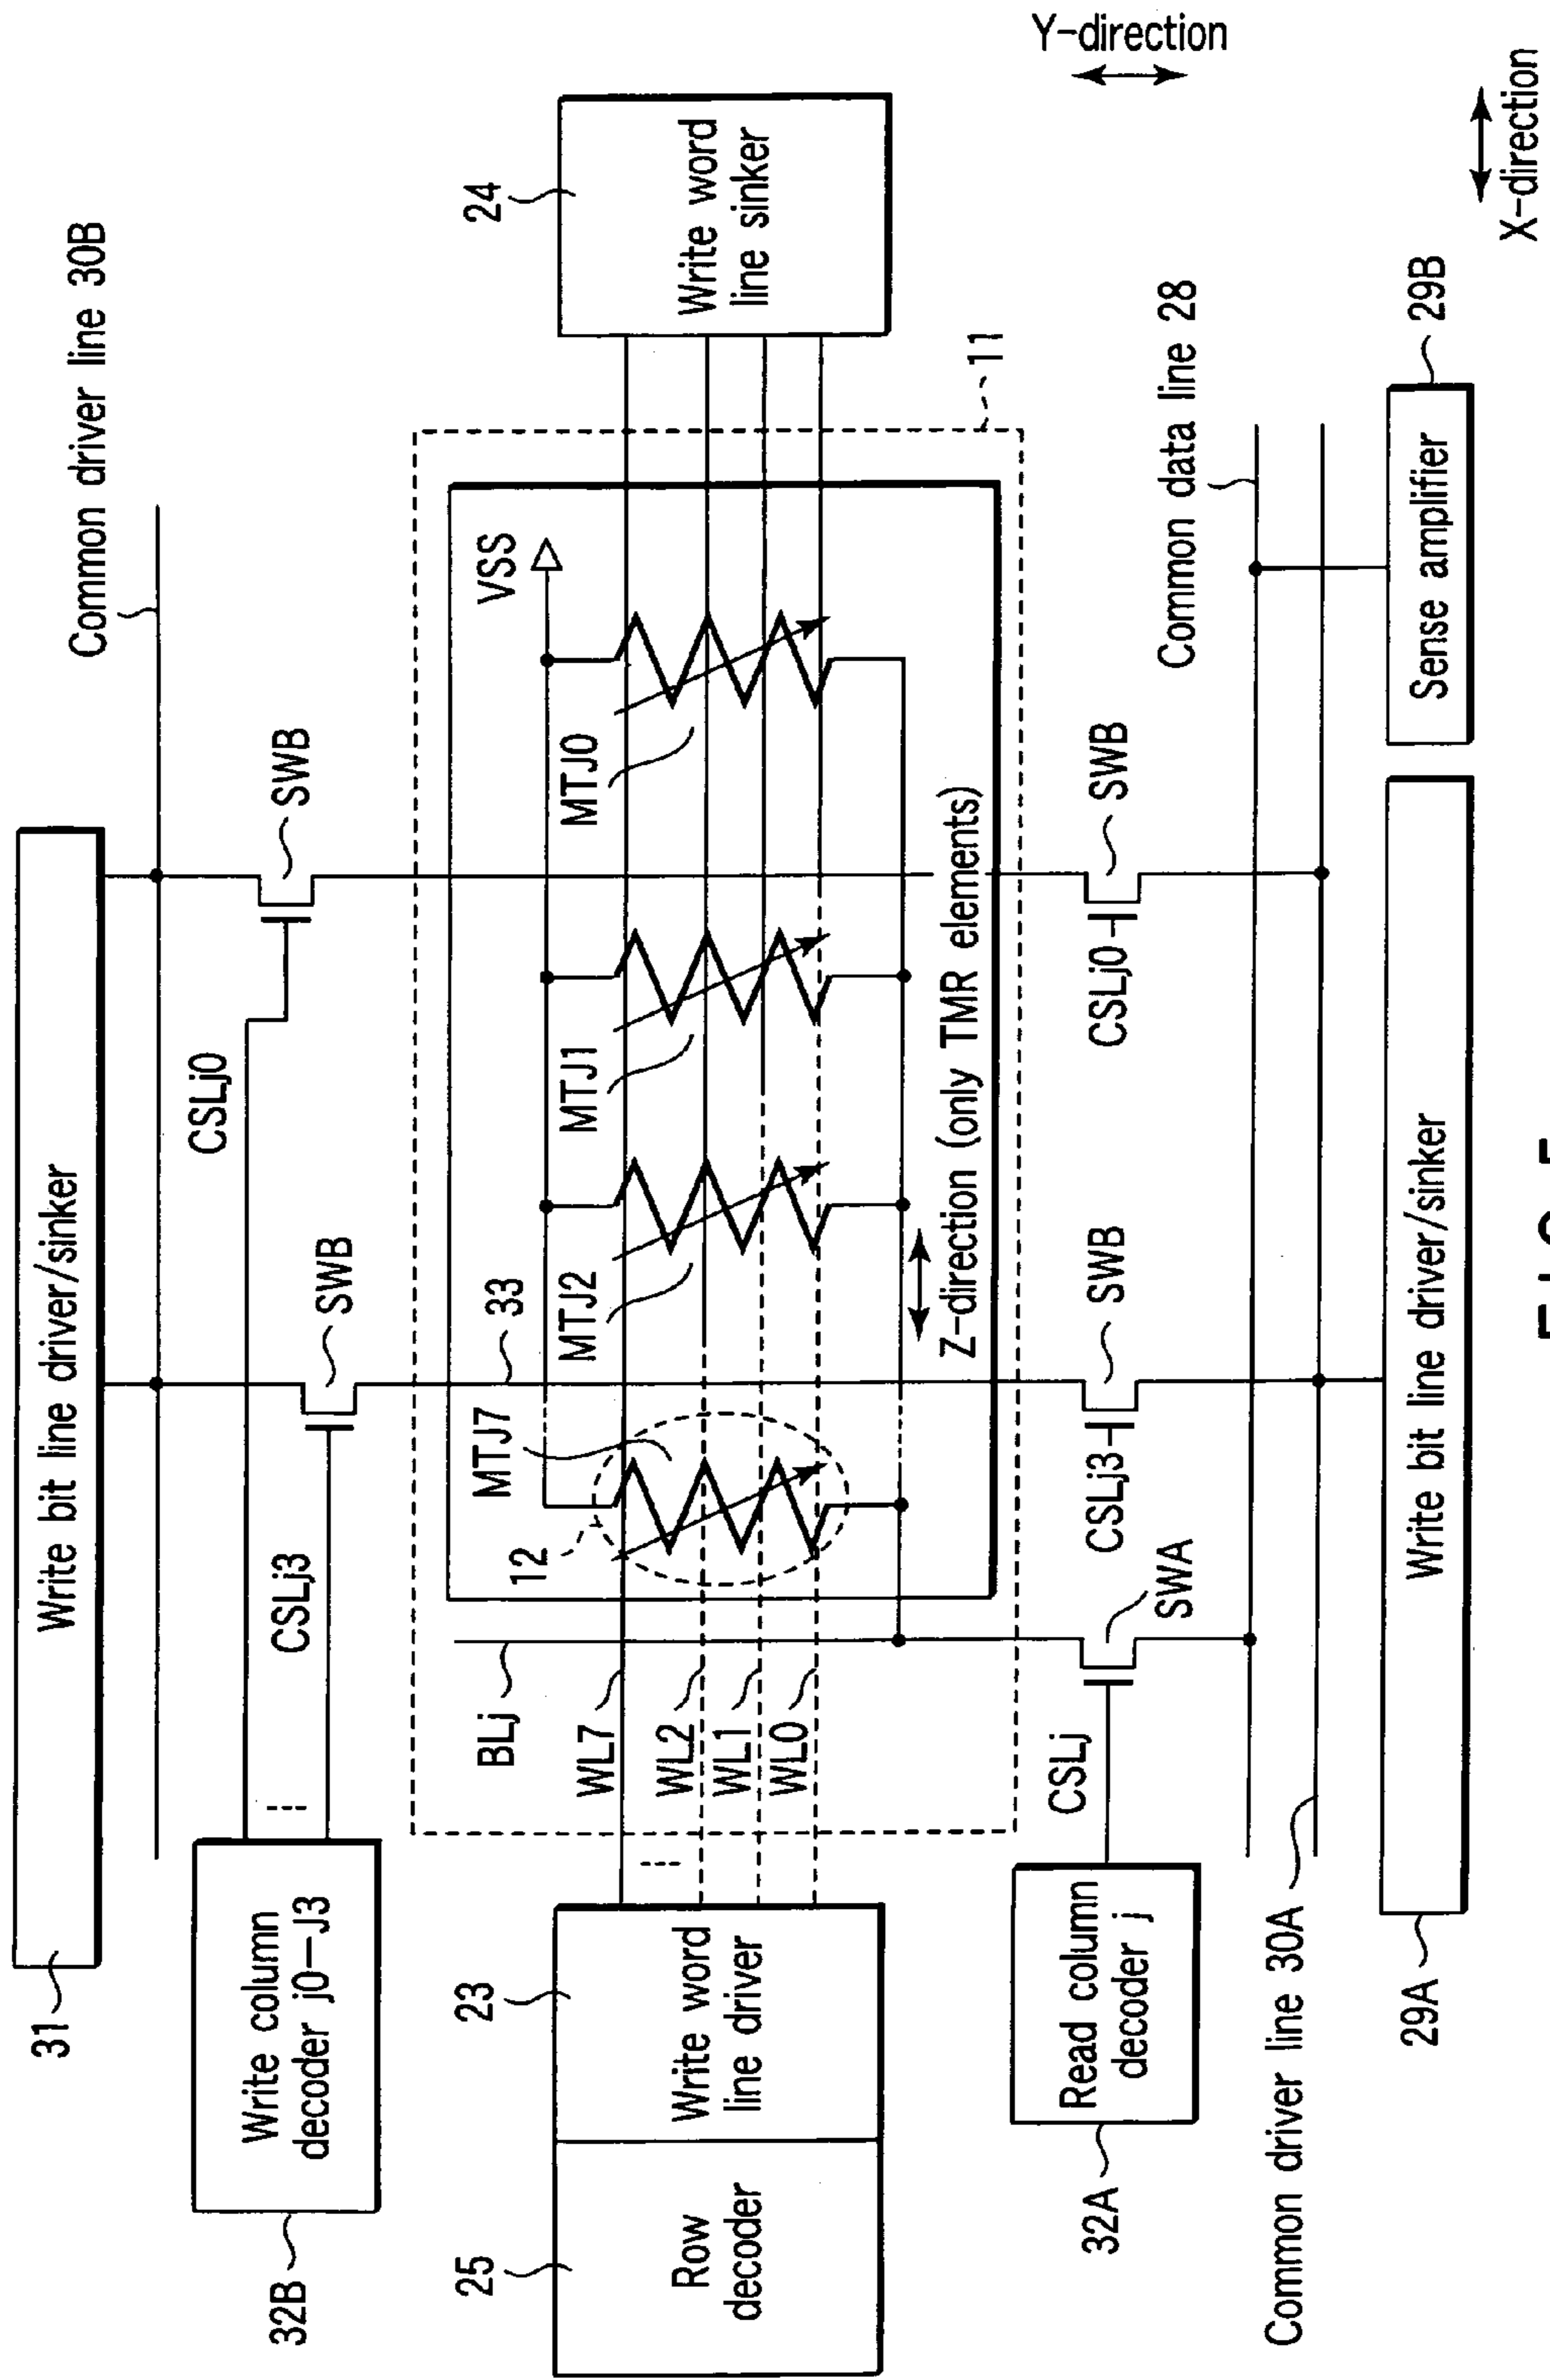 31
Write bit line driver/sinker
Common driver line 30B
32B
Write column
decoder j0–J3
CSLj3
CSLj0
SWB
SWB
25
Row
decoder
23
Write word
line driver
24
Write word
line sinker
BLj
WL7
WL2
WL1
WL0
12
MTJ7
33
MTJ2
MTJ1
MTJ0
VSS
11
Z-direction (only TMR elements)
32A
Read column
decoder j
CSLj
SWA
CSLj3
SWB
CSLj0
SWB
Common data line 28
Common driver line 30A
29A
Write bit line driver/sinker
Sense amplifier
29B
Y-direction
X-direction